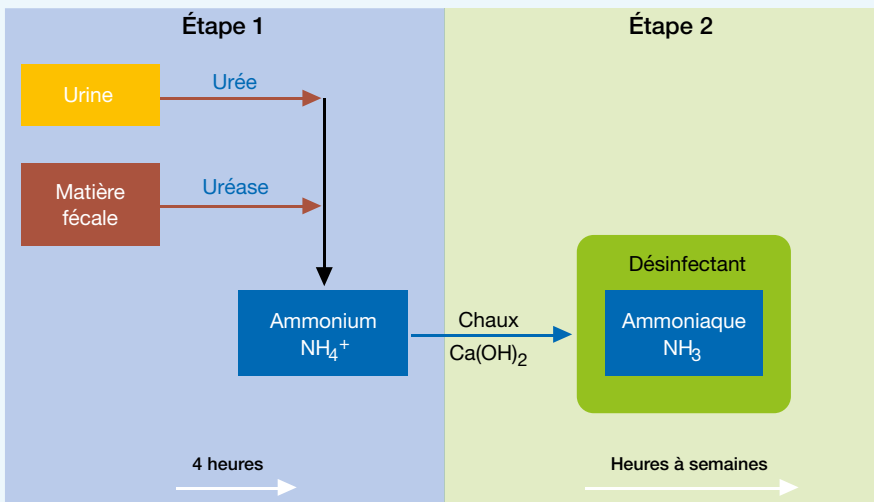 Étape 1
Étape 2
Urine
Urée
Matière
fécale
Uréase
Ammonium
NH₄⁺
Chaux
Ca(OH)₂
Désinfectant
Ammoniaque
NH₃
4 heures
Heures à semaines